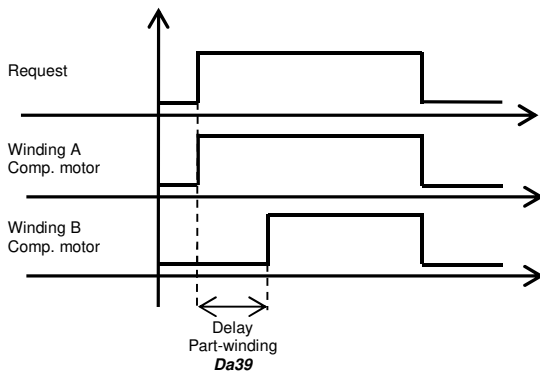 Request
Winding A
Comp. motor
Winding B
Comp. motor
Delay
Part-winding
Da39